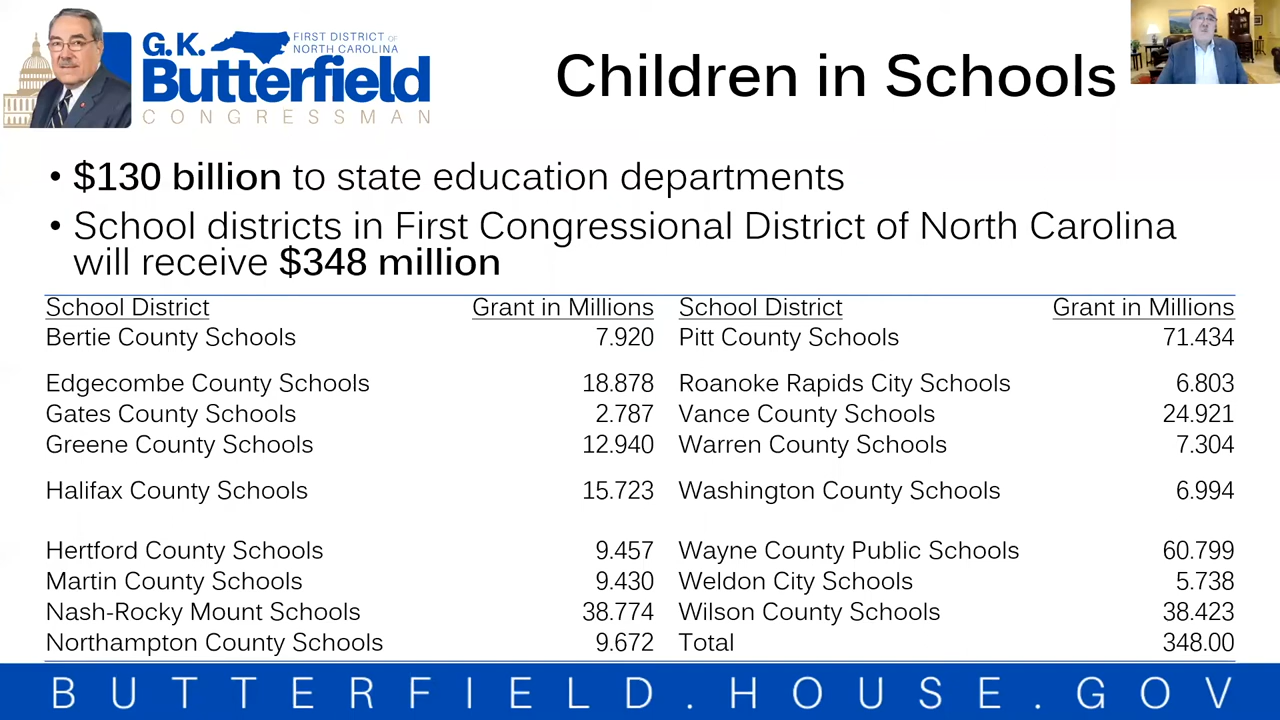 G.K.
FIRST DISTRICT OF
NORTH CAROLINA
Butterfield
CONGRESSMAN
Children in Schools
• $130 billion to state education departments
• School districts in First Congressional District of North Carolina
will receive $348 million
School District Grant in Millions School District Grant in Millions
Bertie County Schools 7.920 Pitt County Schools 71.434
Edgecombe County Schools 18.878 Roanoke Rapids City Schools 6.803
Gates County Schools 2.787 Vance County Schools 24.921
Greene County Schools 12.940 Warren County Schools 7.304
Halifax County Schools 15.723 Washington County Schools 6.994
Hertford County Schools 9.457 Wayne County Public Schools 60.799
Martin County Schools 9.430 Weldon City Schools 5.738
Nash-Rocky Mount Schools 38.774 Wilson County Schools 38.423
Northampton County Schools 9.672 Total 348.00
BUTTERFIELD.HOUSE.GOV